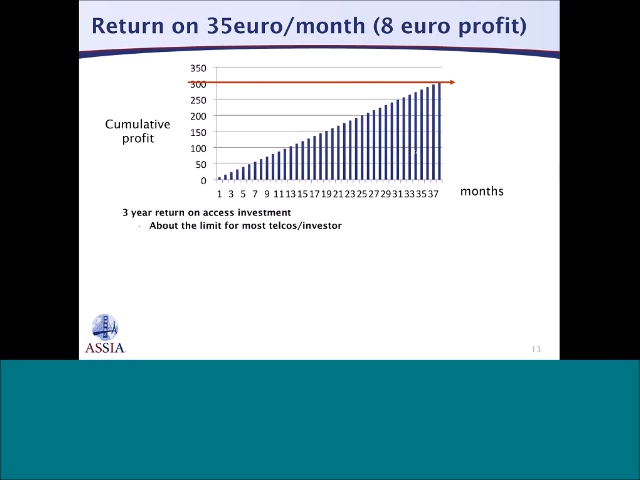 Return on 35euro/month (8 euro profit)
350
300
250
200
150
100
50
0
Cumulative
profit
1 3 5 7 9 11 13 15 17 19 21 23 25 27 29 31 33 35 37
months
3 year return on access investment
- About the limit for most telcos/investor
ASSIA
13